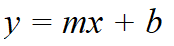 y = mx + b